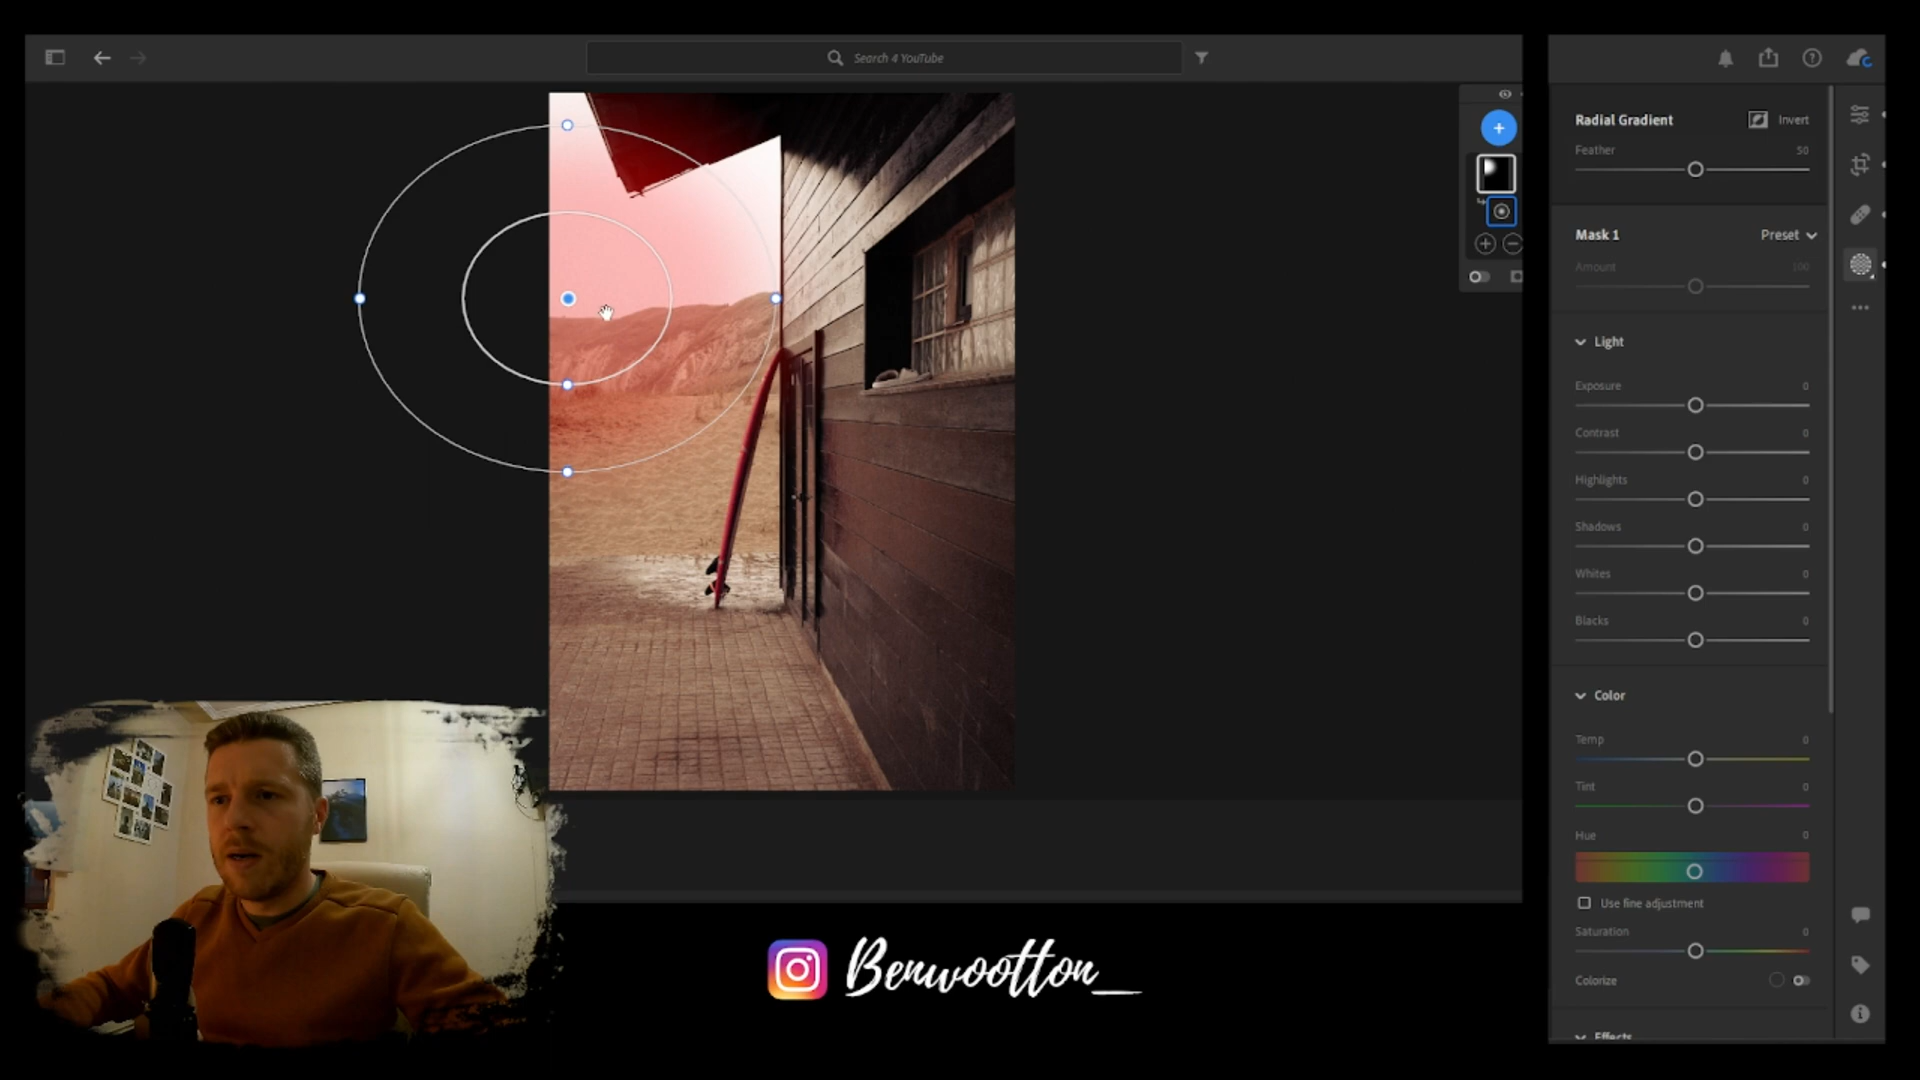 Search 4 YouTube
Radial Gradient
Invert
Feather
50
Mask 1
Preset
Amount
100
Light
Exposure
0
Contrast
0
Highlights
0
Shadows
0
Whites
0
Blacks
0
Color
Temp
0
Tint
0
Hue
0
Use fine adjustment
Saturation
0
Colorize
Effects
Benwootton_